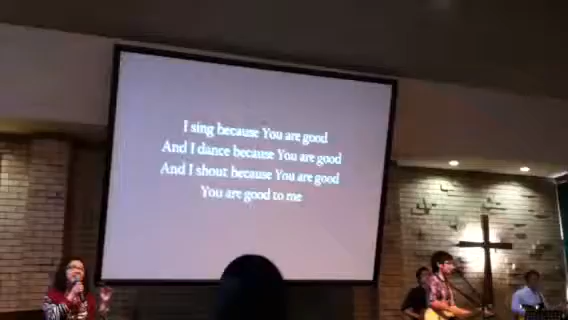 I sing because You are good
And I dance because You are good
And I shout because You are good
You are good to me